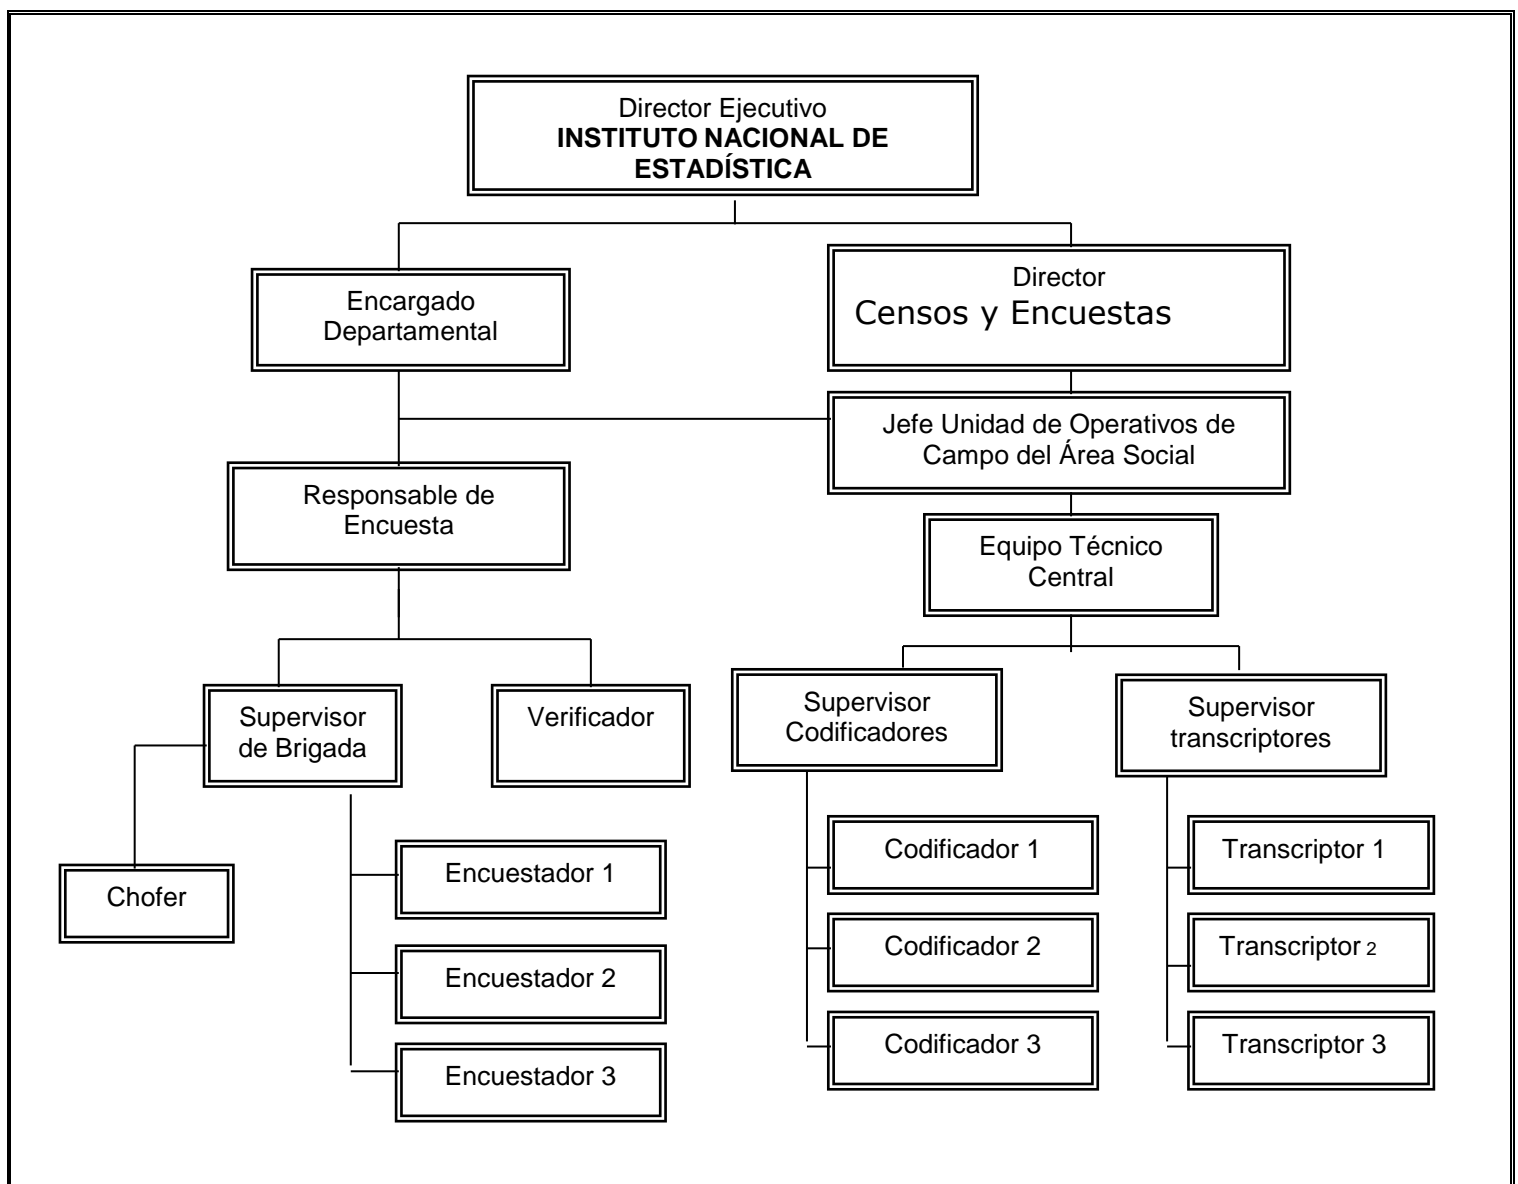 Director Ejecutivo
INSTITUTO NACIONAL DE
ESTADÍSTICA
Encargado
Departamental
Director
Censos y Encuestas
Jefe Unidad de Operativos de
Campo del Área Social
Responsable de
Encuesta
Equipo Técnico
Central
Supervisor
de Brigada
Verificador
Supervisor
Codificadores
Supervisor
transcriptores
Chofer
Encuestador 1
Encuestador 2
Encuestador 3
Codificador 1
Codificador 2
Codificador 3
Transcriptor 1
Transcriptor 2
Transcriptor 3